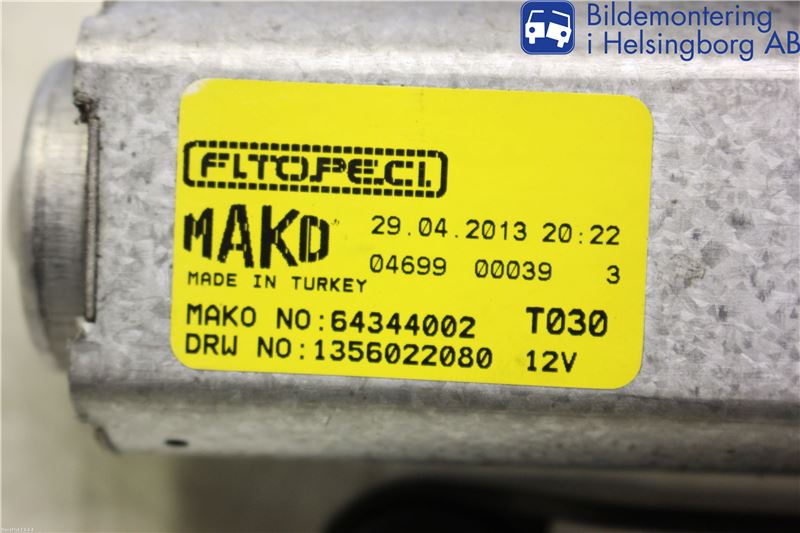 Bildemontering
i Helsingborg AB
FITOPECI.
MAKO
29.04.2013 20:22
04699 00039 3
MADE IN TURKEY
MAKO NO:64344002 T030
DRW NO:1356022080 12V